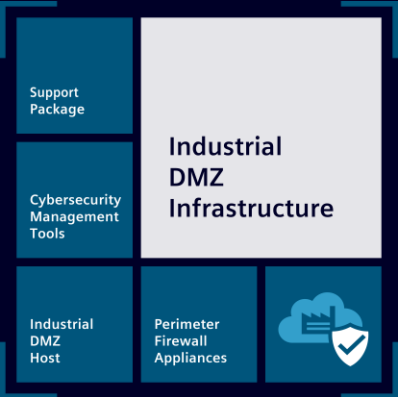 Support
Package
Industrial
DMZ
Infrastructure
Cybersecurity
Management
Tools
Industrial
DMZ
Host
Perimeter
Firewall
Appliances